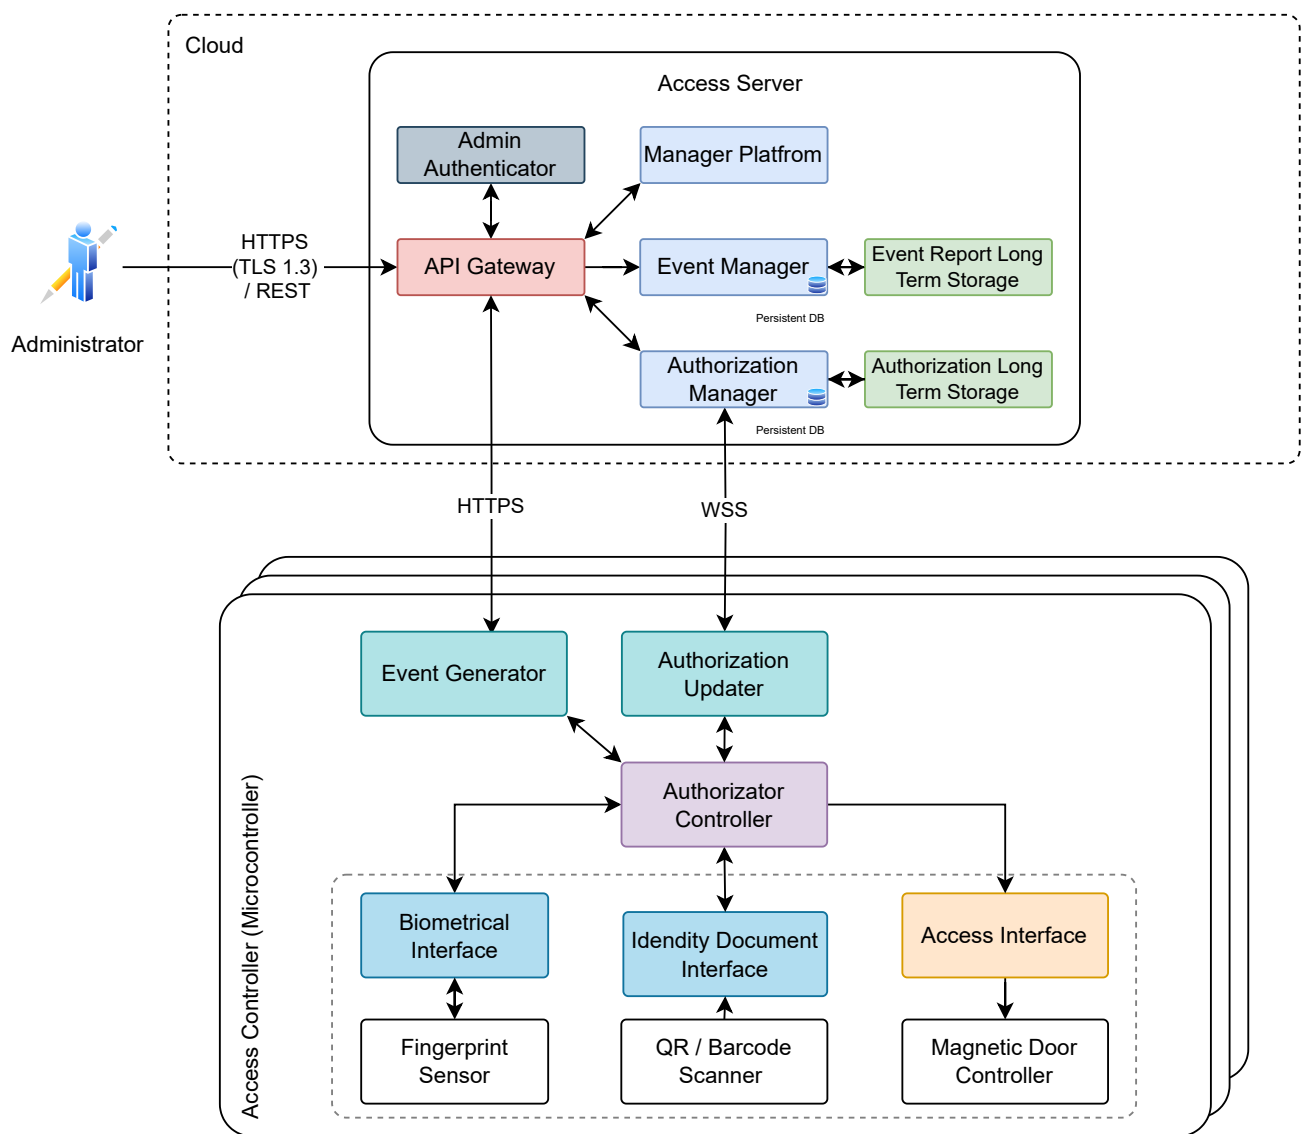 Cloud
Access Server
Admin
Authenticator
Manager Platfrom
HTTPS
(TLS 1.3)
/ REST
API Gateway
Event Manager
Event Report Long
Term Storage
Persistent DB
Administrator
Authorization
Manager
Authorization Long
Term Storage
Persistent DB
HTTPS
WSS
Event Generator
Authorization
Updater
Authorizator
Controller
Access Controller (Microcontroller)
Biometrical
Interface
Idendity Document
Interface
Access Interface
Fingerprint
Sensor
QR / Barcode
Scanner
Magnetic Door
Controller